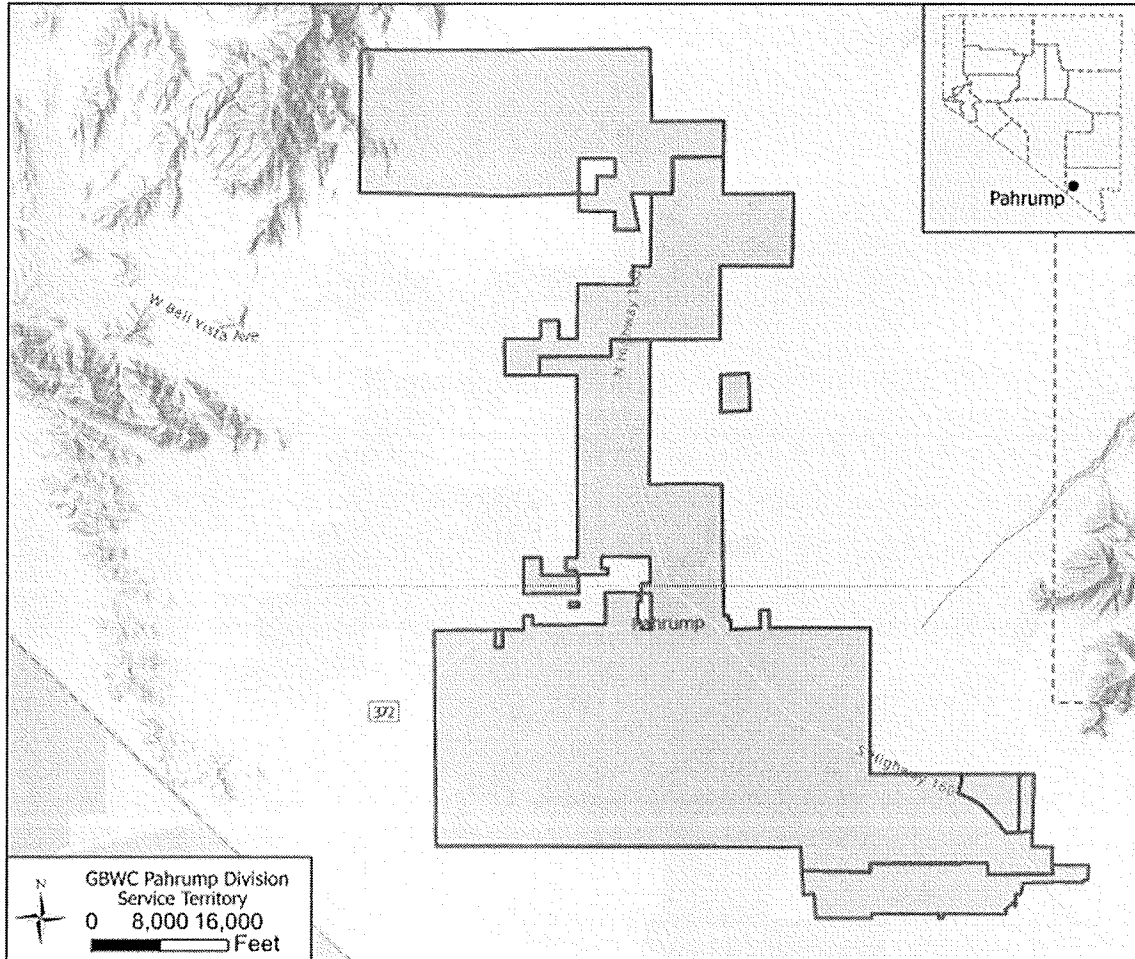 Pahrump
W Bell Vista Ave
N Highway 160
Pahrump
372
S Highway 160
N
GBWC Pahrump Division
Service Territory
0 8,000 16,000
Feet